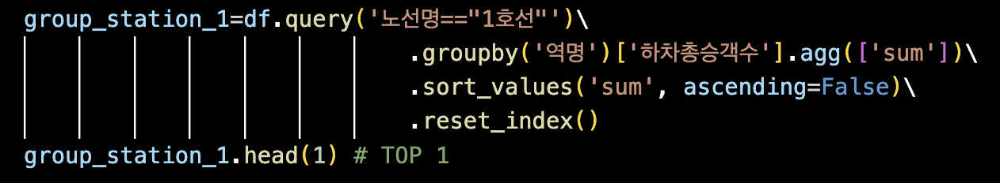 group_station_1=df.query('노선명=="1호선"')\
.groupby('역명')['하차총승객수'].agg(['sum'])\
.sort_values('sum', ascending=False)\
.reset_index()
group_station_1.head(1) # TOP 1